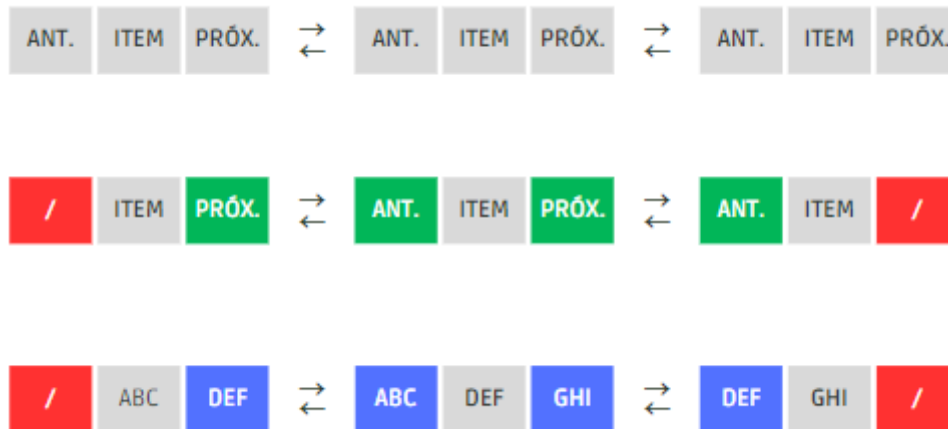 ANT. ITEM PRÓX. ⇄ ANT. ITEM PRÓX. ⇄ ANT. ITEM PRÓX.
/ ITEM PRÓX. ⇄ ANT. ITEM PRÓX. ⇄ ANT. ITEM /
/ ABC DEF ⇄ ABC DEF GHI ⇄ DEF GHI /